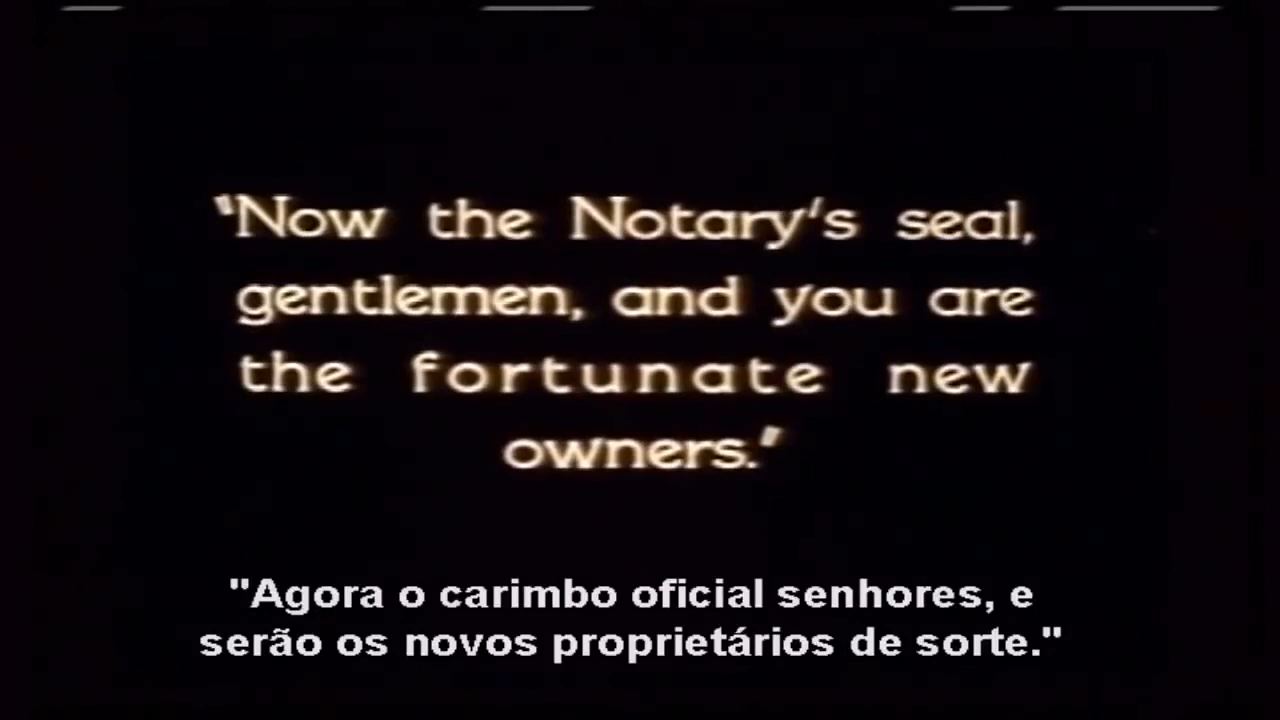 'Now the Notary's seal,
gentlemen, and you are
the fortunate new
owners.'
"Agora o carimbo oficial senhores, e
serão os novos proprietários de sorte."